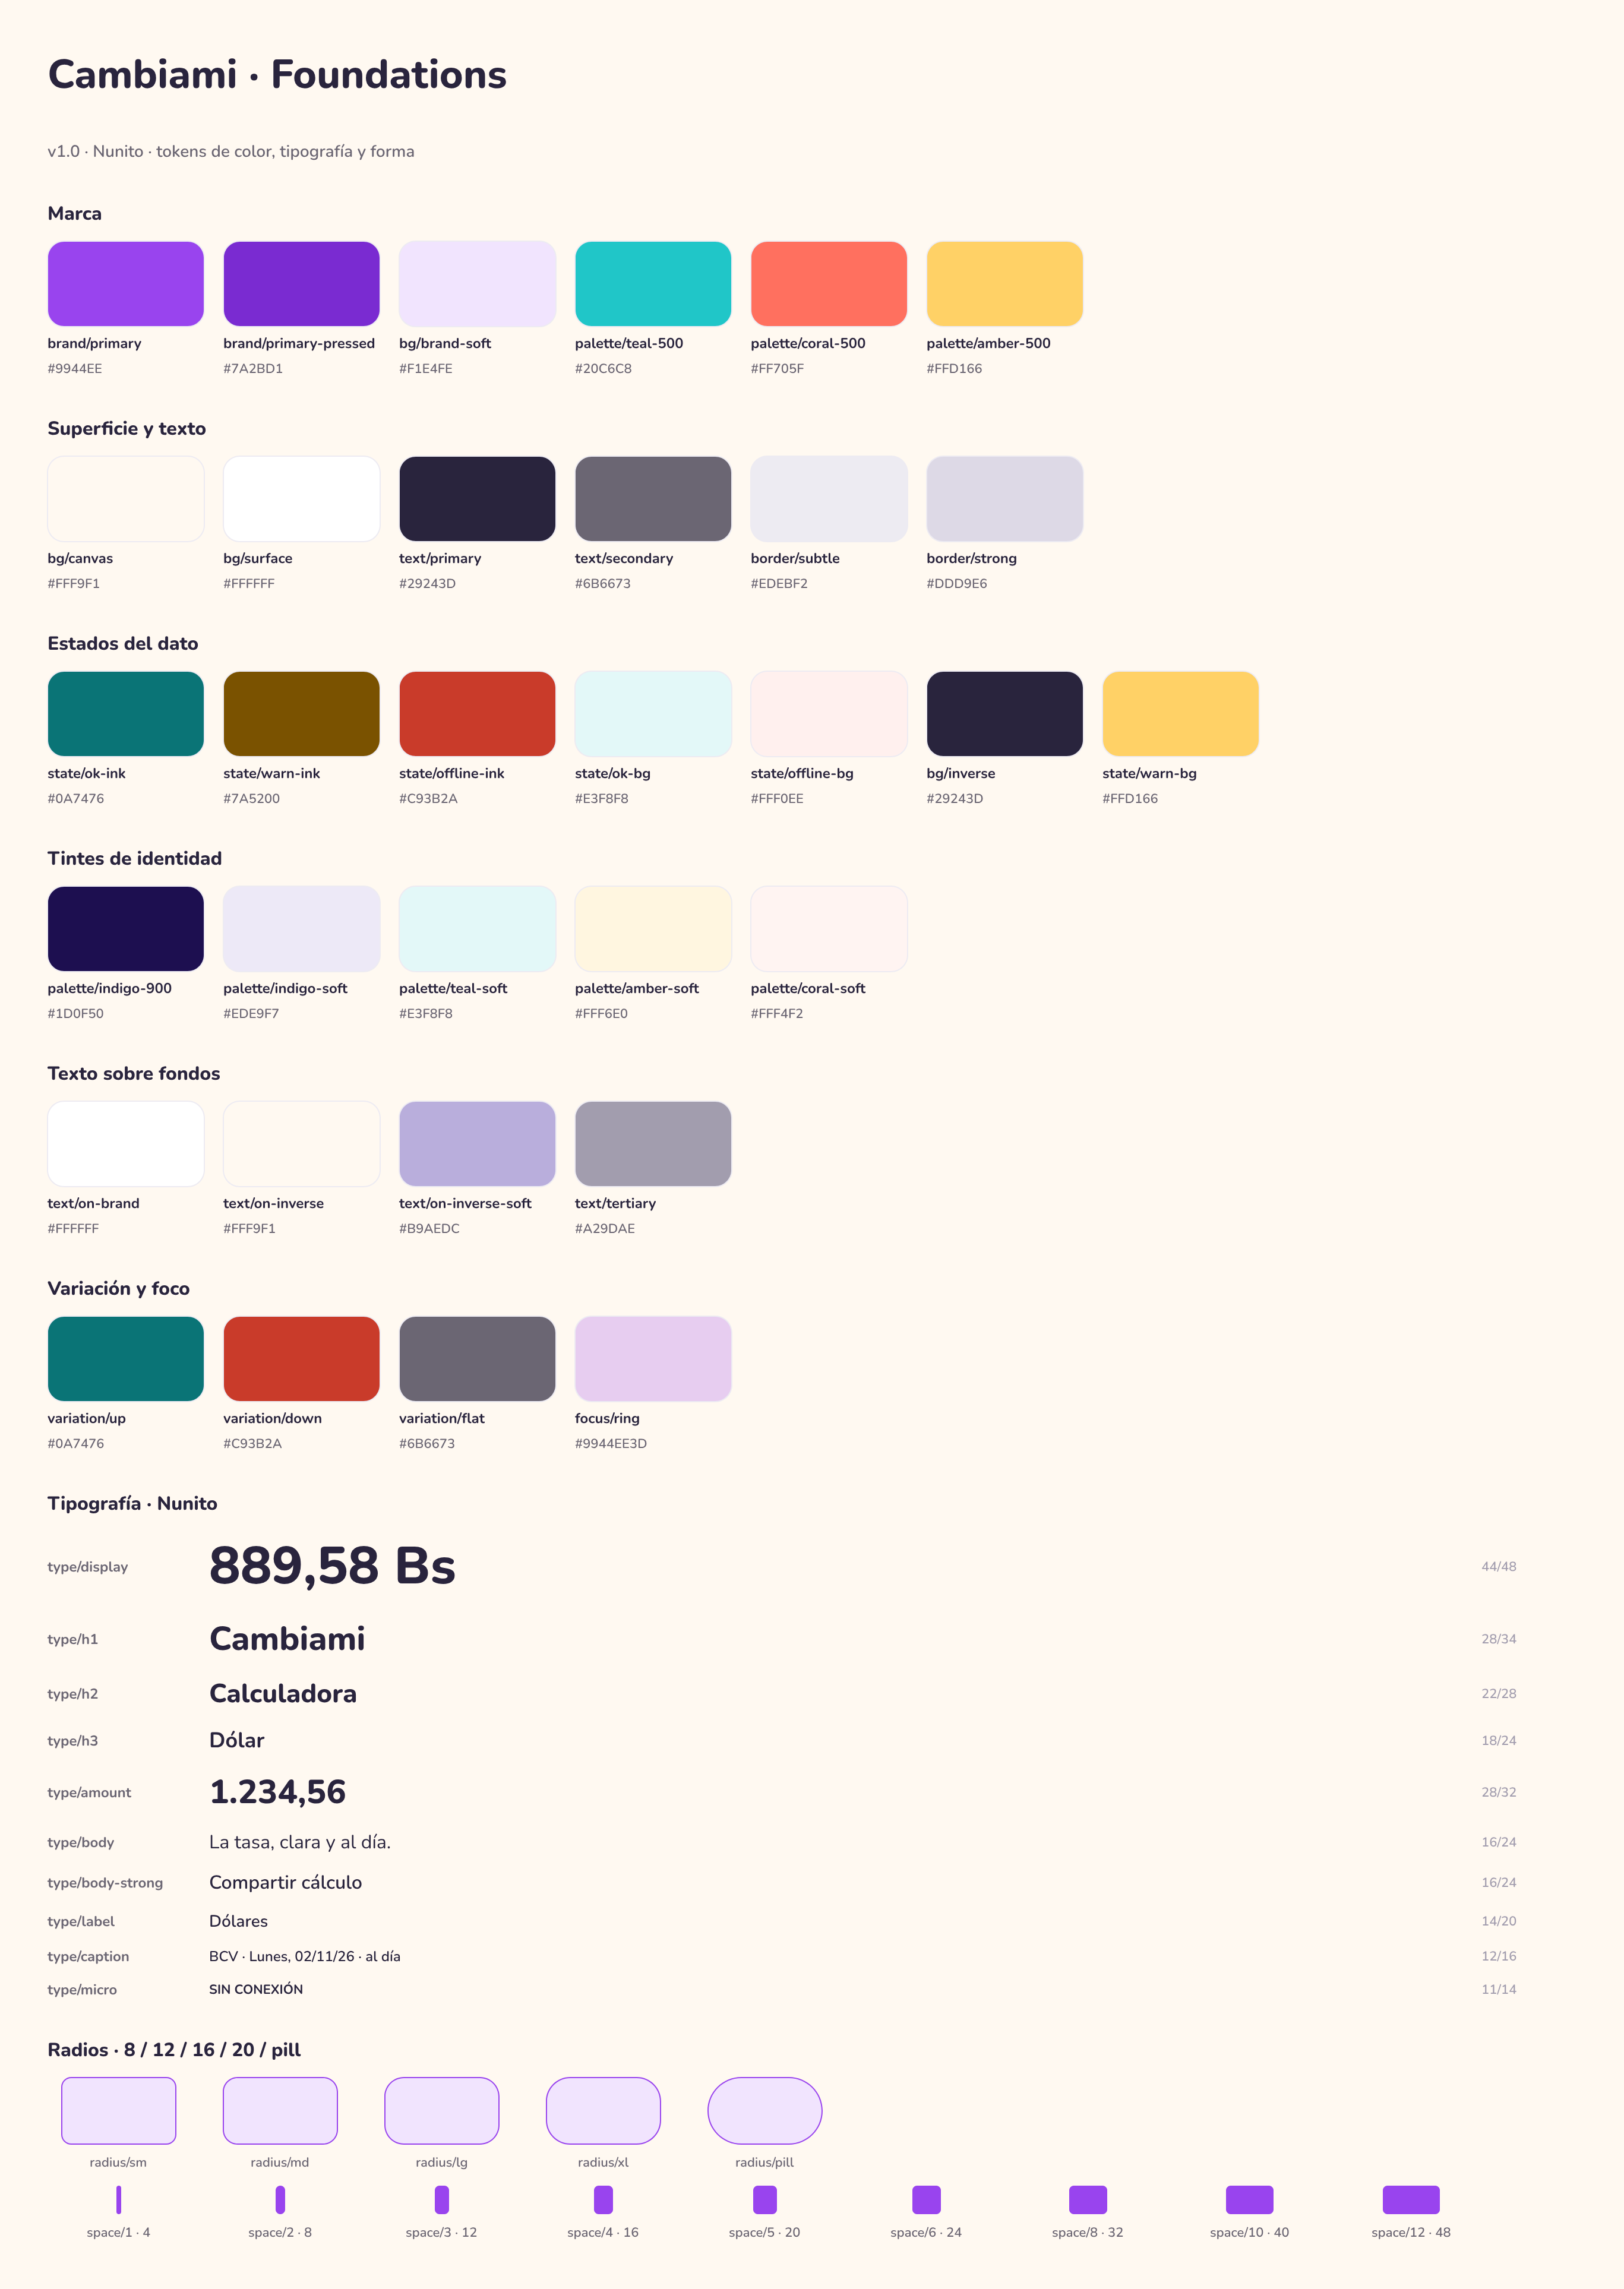 Cambiami · Foundations
v1.0 · Nunito · tokens de color, tipografía y forma
Marca
brand/primary brand/primary-pressed bg/brand-soft palette/teal-500 palette/coral-500 palette/amber-500
#9944EE #7A2BD1 #F1E4FE #20C6C8 #FF705F #FFD166
Superficie y texto
bg/canvas bg/surface text/primary text/secondary border/subtle border/strong
#FFF9F1 #FFFFFF #29243D #6B6673 #EDEBF2 #DDD9E6
Estados del dato
state/ok-ink state/warn-ink state/offline-ink state/ok-bg state/offline-bg bg/inverse state/warn-bg
#0A7476 #7A5200 #C93B2A #E3F8F8 #FFF0EE #29243D #FFD166
Tintes de identidad
palette/indigo-900 palette/indigo-soft palette/teal-soft palette/amber-soft palette/coral-soft
#1D0F50 #EDE9F7 #E3F8F8 #FFF6E0 #FFF4F2
Texto sobre fondos
text/on-brand text/on-inverse text/on-inverse-soft text/tertiary
#FFFFFF #FFF9F1 #B9AEDC #A29DAE
Variación y foco
variation/up variation/down variation/flat focus/ring
#0A7476 #C93B2A #6B6673 #9944EE3D
Tipografía · Nunito
type/display 889,58 Bs 44/48
type/h1 Cambiami 28/34
type/h2 Calculadora 22/28
type/h3 Dólar 18/24
type/amount 1.234,56 28/32
type/body La tasa, clara y al día. 16/24
type/body-strong Compartir cálculo 16/24
type/label Dólares 14/20
type/caption BCV · Lunes, 02/11/26 · al día 12/16
type/micro SIN CONEXIÓN 11/14
Radios · 8 / 12 / 16 / 20 / pill
radius/sm radius/md radius/lg radius/xl radius/pill
space/1 · 4 space/2 · 8 space/3 · 12 space/4 · 16 space/5 · 20 space/6 · 24 space/8 · 32 space/10 · 40 space/12 · 48